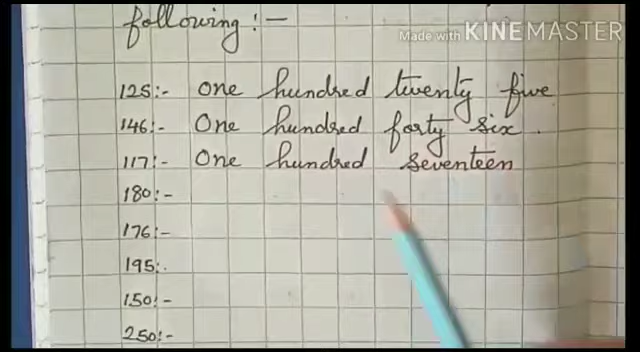 following :-
Made with KINEMASTER
125:- One hundred twenty five
146:- One hundred forty six.
117:- One hundred seventeen
180:-
176:-
195:.
150:-
250:-